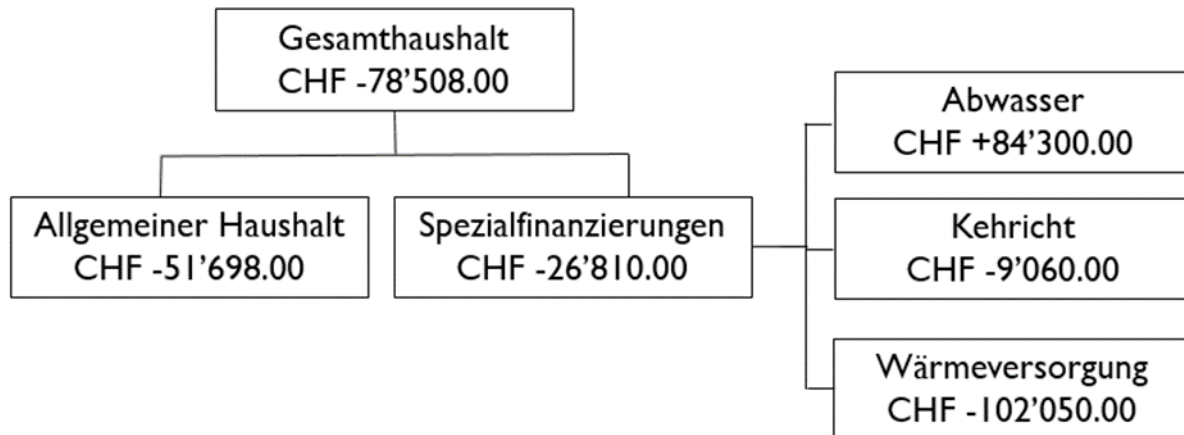 Gesamthaushalt
CHF -78’508.00
Allgemeiner Haushalt
CHF -51’698.00
Spezialfinanzierungen
CHF -26’810.00
Abwasser
CHF +84’300.00
Kehricht
CHF -9’060.00
Wärmeversorgung
CHF -102’050.00